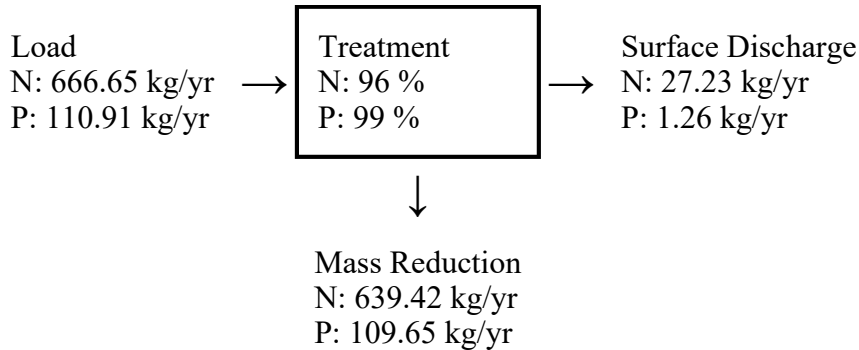 Load
N: 666.65 kg/yr
P: 110.91 kg/yr
→
Treatment
N: 96 %
P: 99 %
→
Surface Discharge
N: 27.23 kg/yr
P: 1.26 kg/yr
↓
Mass Reduction
N: 639.42 kg/yr
P: 109.65 kg/yr